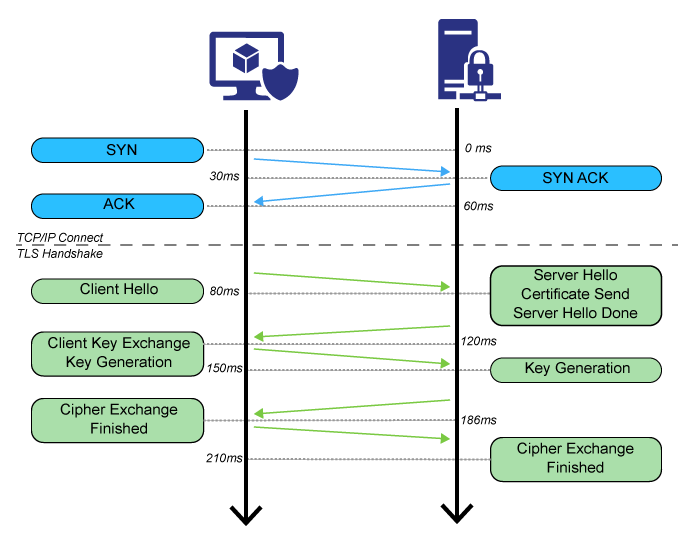 SYN
0 ms
30ms
SYN ACK
ACK
60ms
TCP/IP Connect
TLS Handshake
Client Hello
80ms
Server Hello
Certificate Send
Server Hello Done
Client Key Exchange
Key Generation
120ms
150ms
Key Generation
Cipher Exchange
Finished
186ms
210ms
Cipher Exchange
Finished